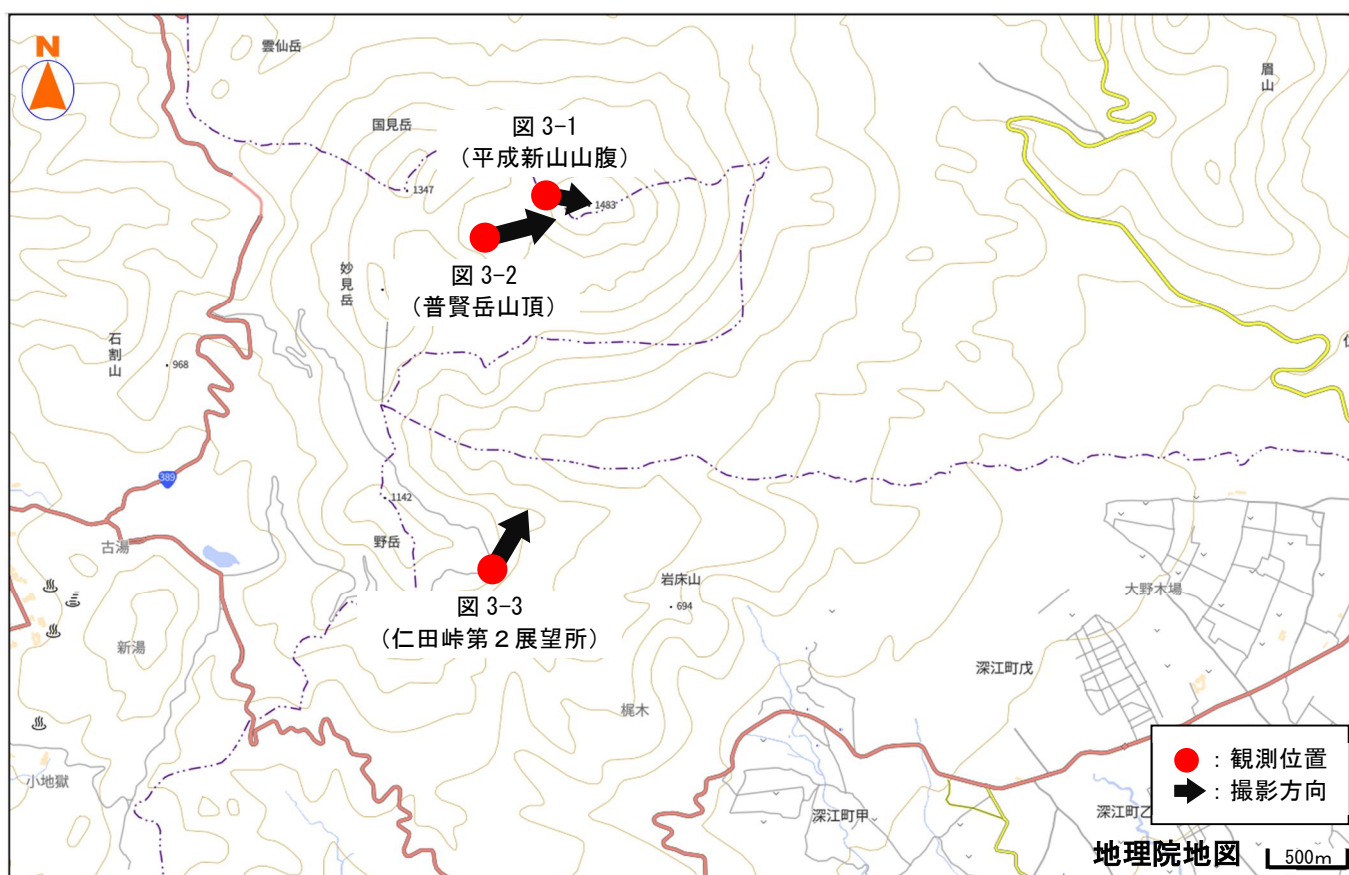 雲仙岳
眉山
N
国見岳
図 3-1
（平成新山山腹）
1347
1483
図 3-2
（普賢岳山頂）
妙見岳
石割山
968
389
1142
古湯
野岳
岩床山
694
大野木場
図 3-3
（仁田峠第２展望所）
新湯
深江町戊
梶木
小地獄
：観測位置
：撮影方向
深江町甲
深江町乙
地理院地図
500m